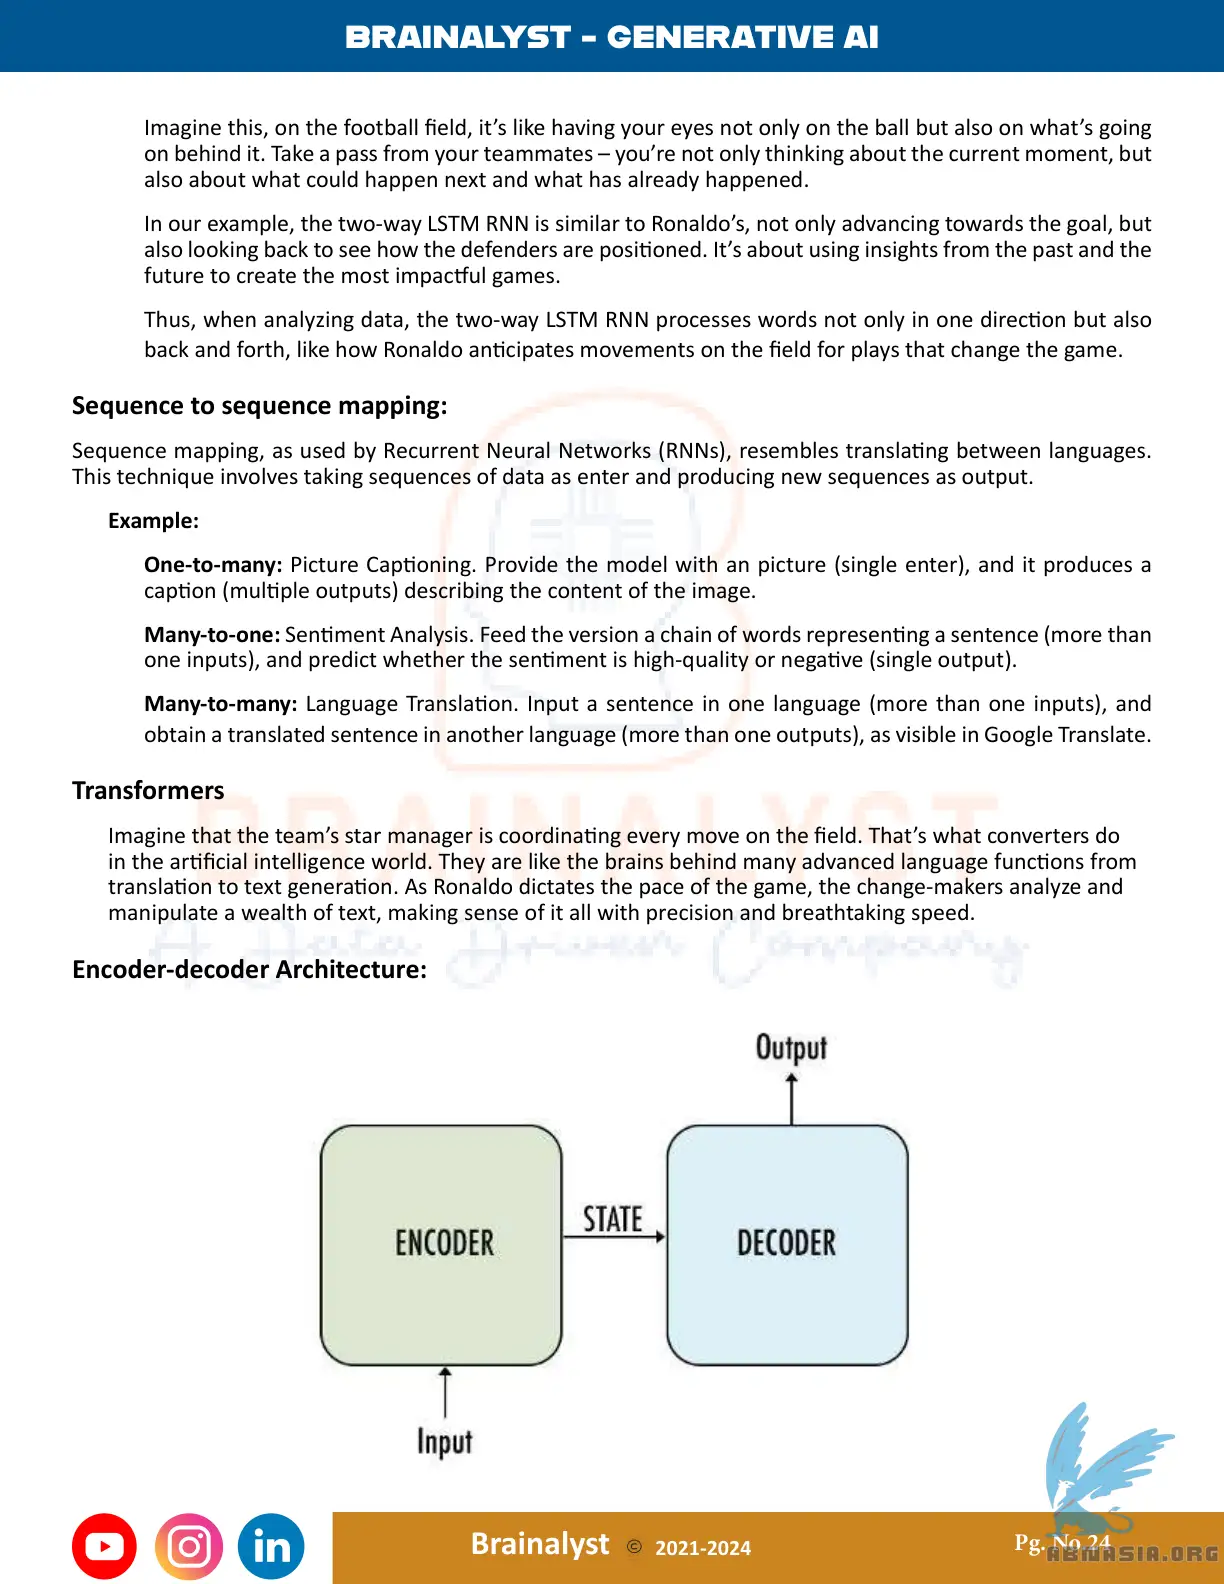 BRAINALYST - GENERATIVE AI
Imagine this, on the football field, it’s like having your eyes not only on the ball but also on what’s going
on behind it. Take a pass from your teammates – you’re not only thinking about the current moment, but
also about what could happen next and what has already happened.
In our example, the two-way LSTM RNN is similar to Ronaldo’s, not only advancing towards the goal, but
also looking back to see how the defenders are positioned. It’s about using insights from the past and the
future to create the most impactful games.
Thus, when analyzing data, the two-way LSTM RNN processes words not only in one direction but also
back and forth, like how Ronaldo anticipates movements on the field for plays that change the game.
Sequence to sequence mapping:
Sequence mapping, as used by Recurrent Neural Networks (RNNs), resembles translating between languages.
This technique involves taking sequences of data as enter and producing new sequences as output.
Example:
One-to-many: Picture Captioning. Provide the model with an picture (single enter), and it produces a
caption (multiple outputs) describing the content of the image.
Many-to-one: Sentiment Analysis. Feed the version a chain of words representing a sentence (more than
one inputs), and predict whether the sentiment is high-quality or negative (single output).
Many-to-many: Language Translation. Input a sentence in one language (more than one inputs), and
obtain a translated sentence in another language (more than one outputs), as visible in Google Translate.
Transformers
BRAINALYST
Imagine that the team’s star manager is coordinating every move on the field. That’s what converters do
in the artificial intelligence world. They are like the brains behind many advanced language functions from
translation to text generation. As Ronaldo dictates the pace of the game, the change-makers analyze and
manipulate a wealth of text, making sense of it all with precision and breathtaking speed.
A Data Driven Company
Encoder-decoder Architecture:
Output
ENCODER
STATE
DECODER
Input
in
Brainalyst © 2021-2024
Pg. No 24
ABMASIA.ORG